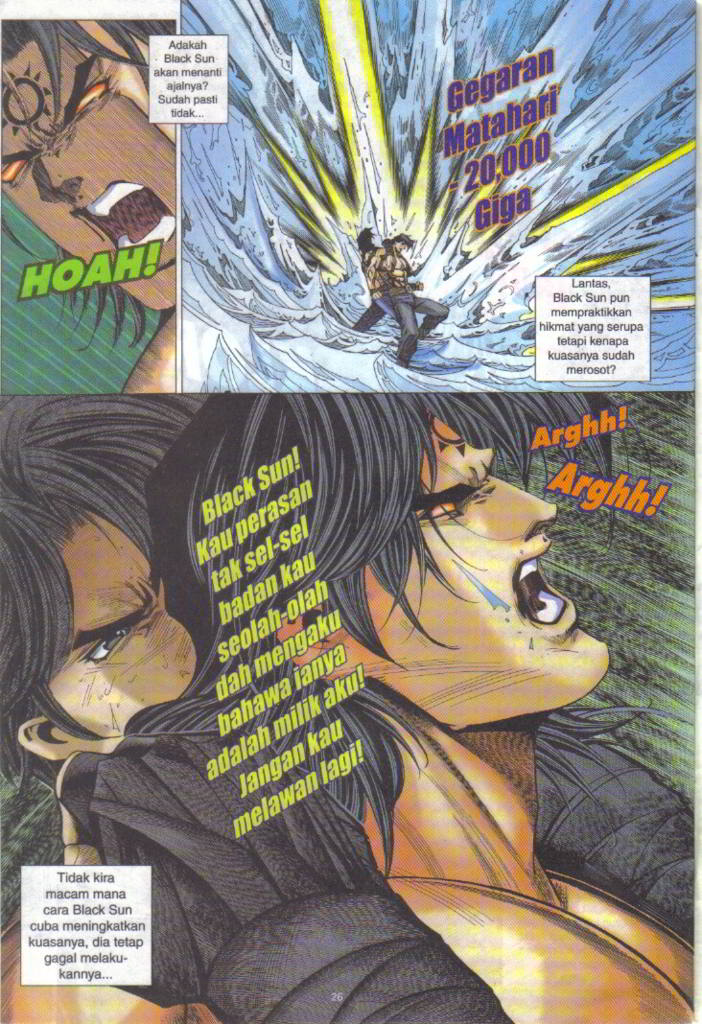 Adakah
Black Sun
akan menanti
ajalnya?
Sudah pasti
tidak...
HOAH!
Gegaran
Matahari
- 20,000
Giga
Lantas,
Black Sun pun
mempraktikkan
hikmat yang serupa
tetapi kenapa
kuasanya sudah
merosot?
Arghh!
Arghh!
Black Sun!
Kau perasan
tak sel-sel
badan kau
seolah-olah
dah mengaku
bahawa ianya
adalah milik aku!
Jangan kau
melawan lagi!
Tidak kira
macam mana
cara Black Sun
cuba meningkatkan
kuasanya, dia tetap
gagal melaku-
kannya...
26